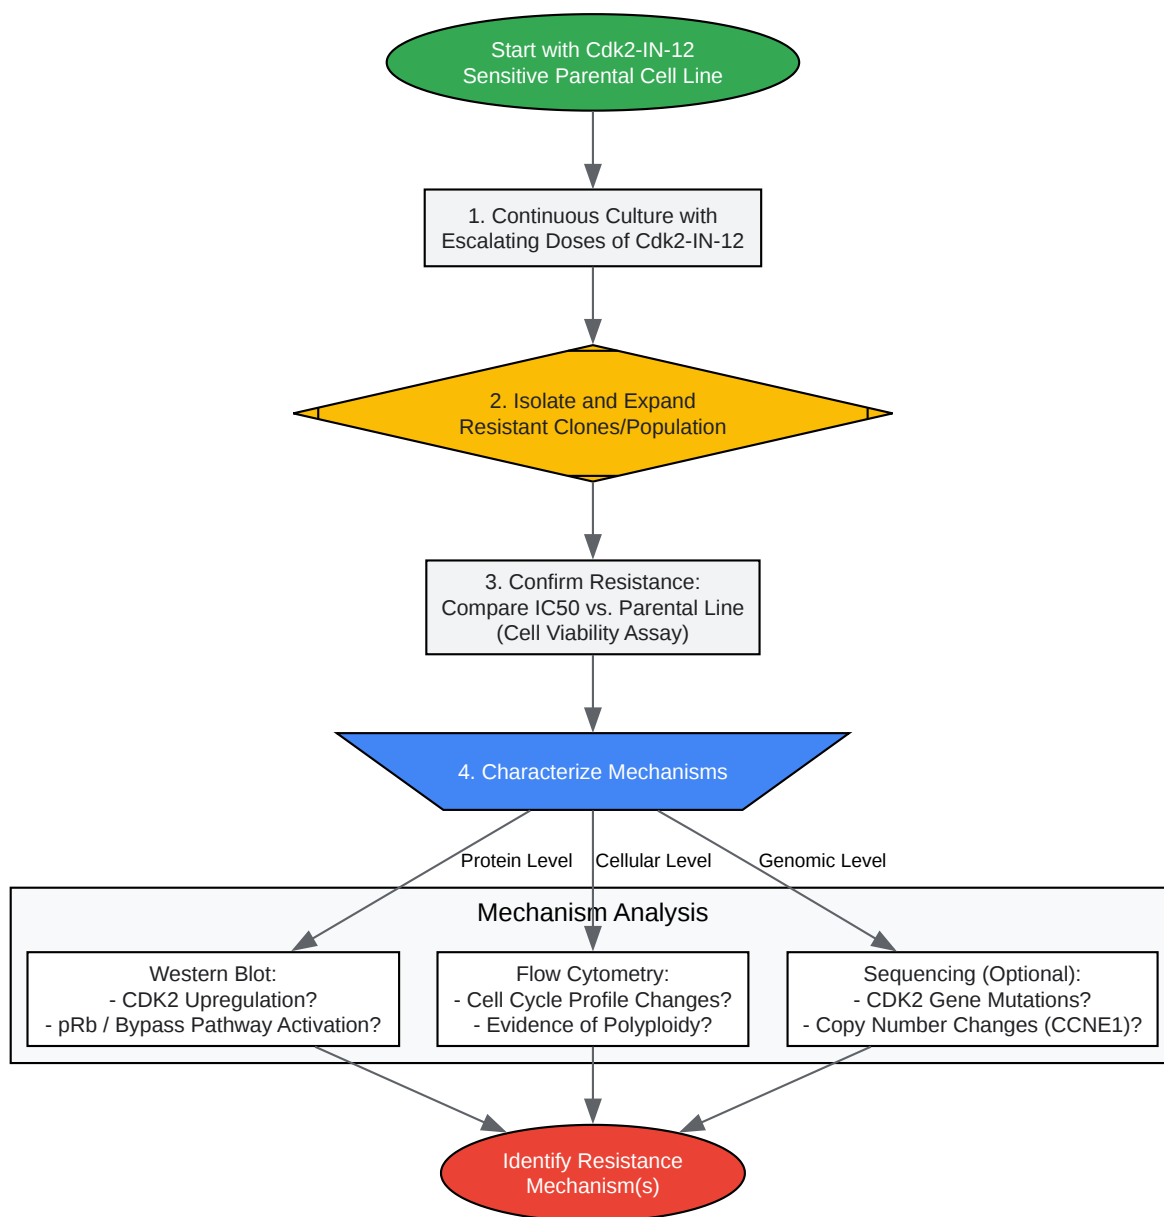 Start with Cdk2-IN-12
Sensitive Parental Cell Line
1. Continuous Culture with
Escalating Doses of Cdk2-IN-12
2. Isolate and Expand
Resistant Clones/Population
3. Confirm Resistance:
Compare IC50 vs. Parental Line
(Cell Viability Assay)
4. Characterize Mechanisms
Protein Level
Cellular Level
Genomic Level
Mechanism Analysis
Western Blot:
- CDK2 Upregulation?
- pRb / Bypass Pathway Activation?
Flow Cytometry:
- Cell Cycle Profile Changes?
- Evidence of Polyploidy?
Sequencing (Optional):
- CDK2 Gene Mutations?
- Copy Number Changes (CCNE1)?
Identify Resistance
Mechanism(s)